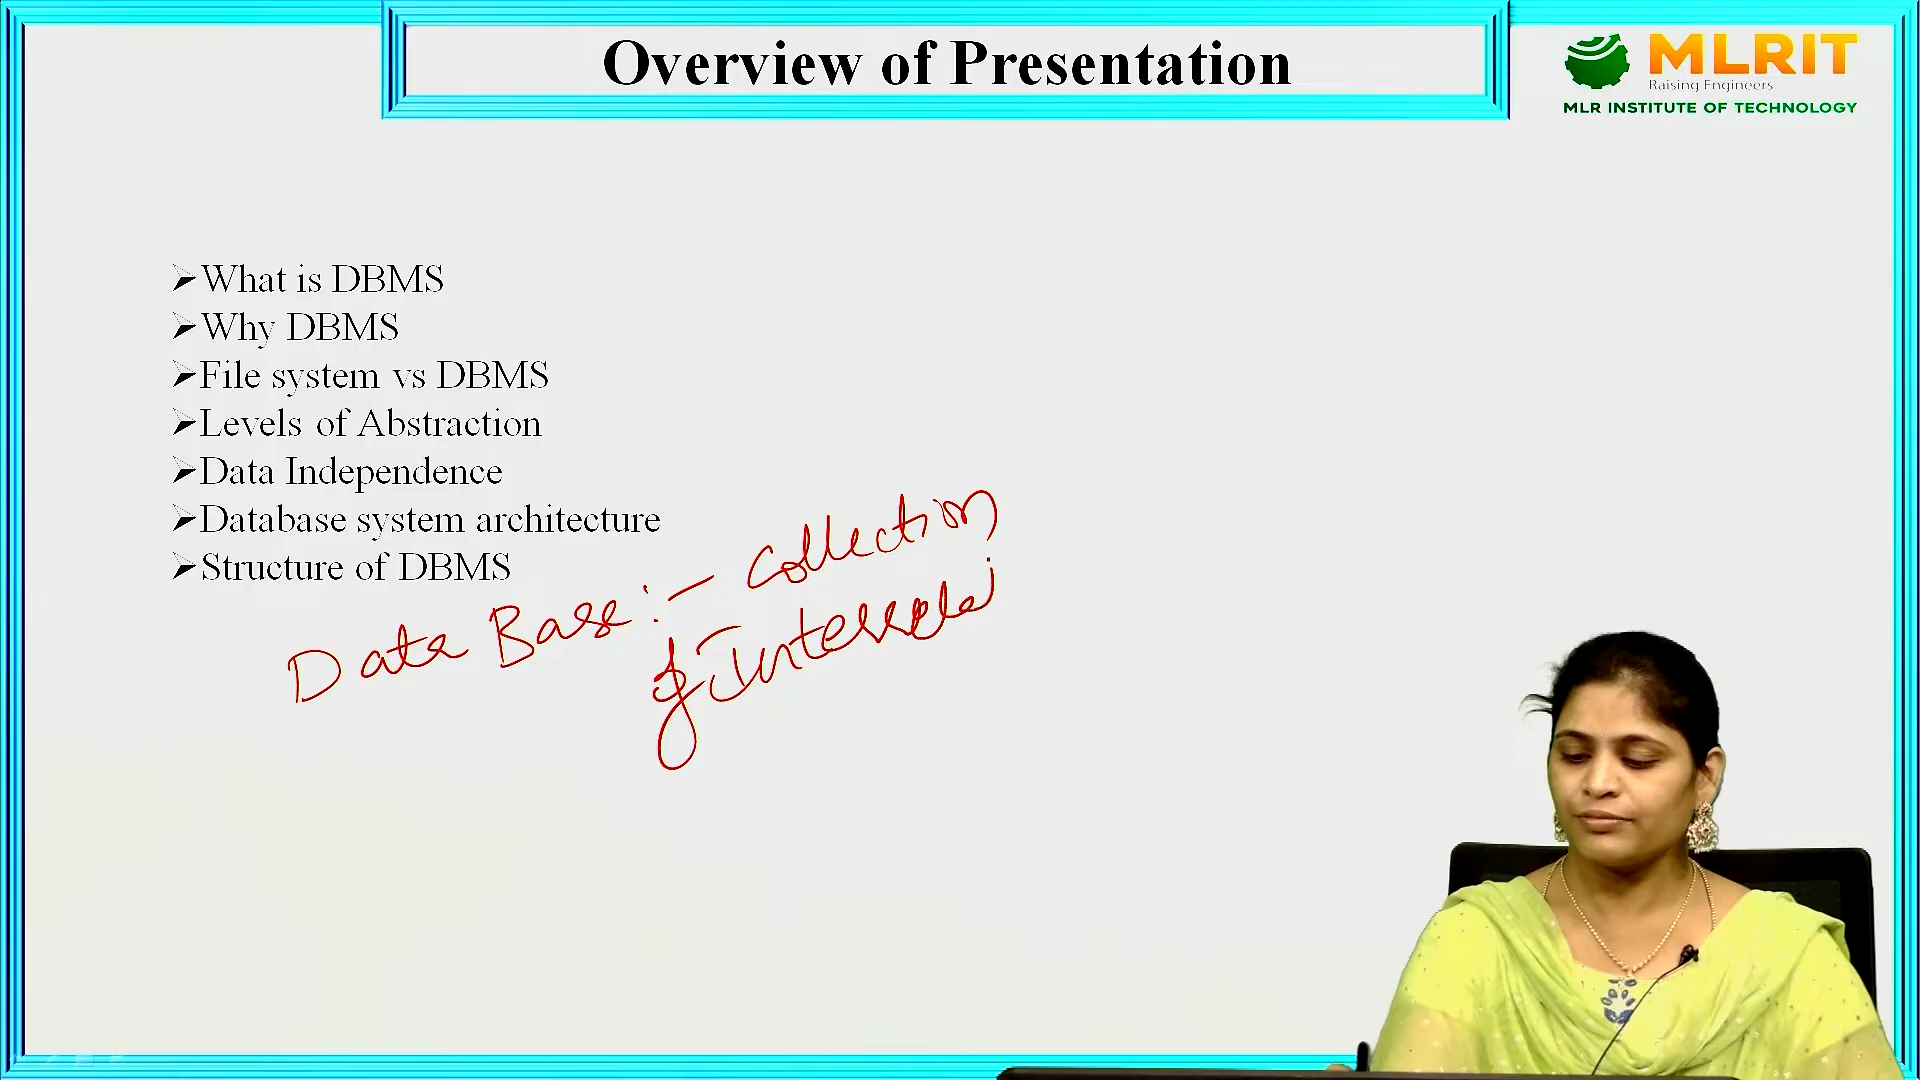 Overview of Presentation
MLRIT
Raising Engineers
MLR INSTITUTE OF TECHNOLOGY
What is DBMS
Why DBMS
File system vs DBMS
Levels of Abstraction
Data Independence
Database system architecture
Structure of DBMS
Data Base :- Collection
of